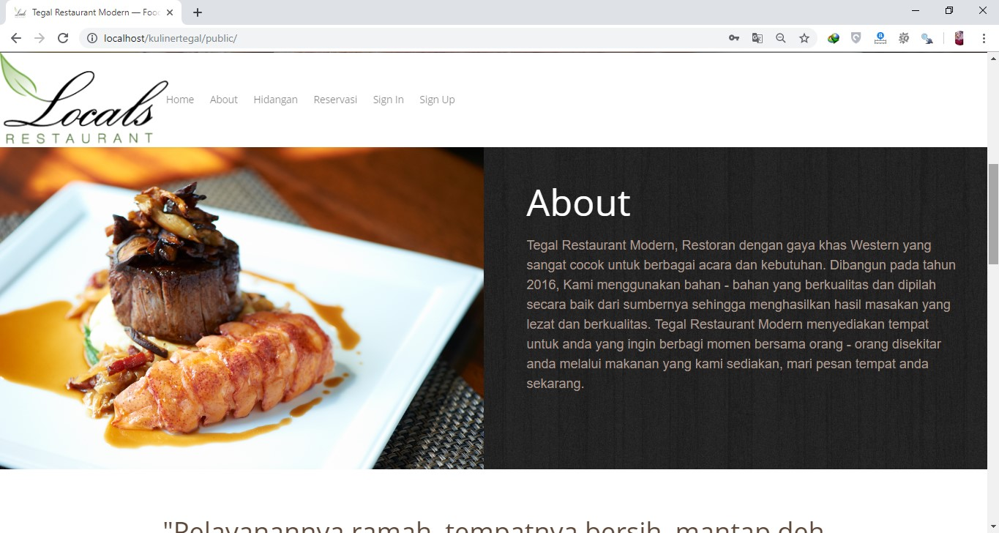 Tegal Restaurant Modern — Foo
localhost/kulinertegal/public/
Locals
RESTAURANT
Home About Hidangan Reservasi Sign In Sign Up
About
Tegal Restaurant Modern, Restoran dengan gaya khas Western yang
sangat cocok untuk berbagai acara dan kebutuhan. Dibangun pada tahun
2016, Kami menggunakan bahan - bahan yang berkualitas dan dipilah
secara baik dari sumbernya sehingga menghasilkan hasil masakan yang
lezat dan berkualitas. Tegal Restaurant Modern menyediakan tempat
untuk anda yang ingin berbagi momen bersama orang - orang disekitar
anda melalui makanan yang kami sediakan, mari pesan tempat anda
sekarang.
"Pelayanannya ramah, tempatnya bersih, mantap deh